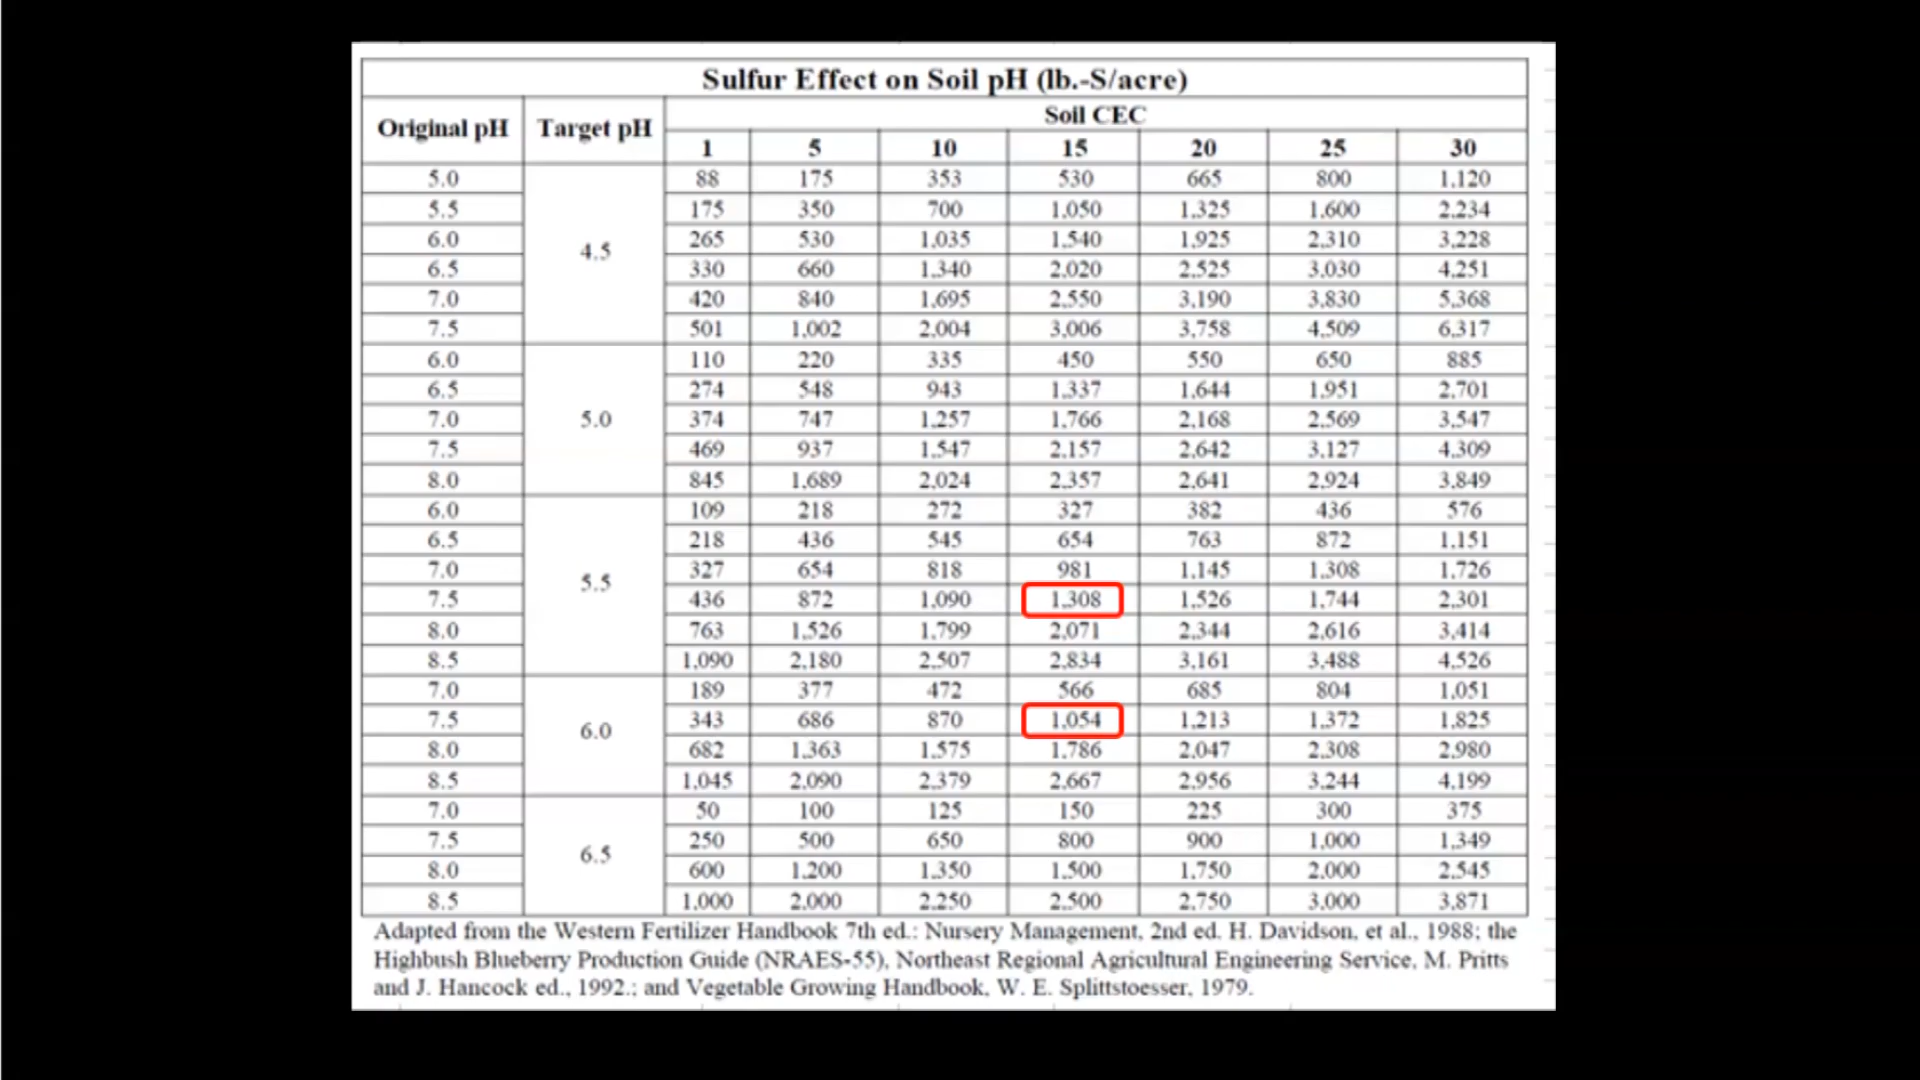 Sulfur Effect on Soil pH (lb.-S/acre)
Original pH Target pH Soil CEC
1 5 10 15 20 25 30
5.0 4.5 88 175 353 530 665 800 1,120
5.5 175 350 700 1,050 1,325 1,600 2,234
6.0 265 530 1,035 1,540 1,925 2,310 3,228
6.5 330 660 1,340 2,020 2,525 3,030 4,251
7.0 420 840 1,695 2,550 3,190 3,830 5,368
7.5 501 1,002 2,004 3,006 3,758 4,509 6,317
6.0 5.0 110 220 335 450 550 650 885
6.5 274 548 943 1,337 1,644 1,951 2,701
7.0 374 747 1,257 1,766 2,168 2,569 3,547
7.5 469 937 1,547 2,157 2,642 3,127 4,309
8.0 845 1,689 2,024 2,357 2,641 2,924 3,849
6.0 5.5 109 218 272 327 382 436 576
6.5 218 436 545 654 763 872 1,151
7.0 327 654 818 981 1,145 1,308 1,726
7.5 436 872 1,090 1,308 1,526 1,744 2,301
8.0 763 1,526 1,799 2,071 2,344 2,616 3,414
8.5 1,090 2,180 2,507 2,834 3,161 3,488 4,526
7.0 6.0 189 377 472 566 685 804 1,051
7.5 343 686 870 1,054 1,213 1,372 1,825
8.0 682 1,363 1,575 1,786 2,047 2,308 2,980
8.5 1,045 2,090 2,379 2,667 2,956 3,244 4,199
7.0 6.5 50 100 125 150 225 300 375
7.5 250 500 650 800 900 1,000 1,349
8.0 600 1,200 1,350 1,500 1,750 2,000 2,545
8.5 1,000 2,000 2,250 2,500 2,750 3,000 3,871
Adapted from the Western Fertilizer Handbook 7th ed.: Nursery Management, 2nd ed. H. Davidson, et al., 1988; the
Highbush Blueberry Production Guide (NRAES-55), Northeast Regional Agricultural Engineering Service, M. Pritts
and J. Hancock ed., 1992.; and Vegetable Growing Handbook, W. E. Splittstoesser, 1979.